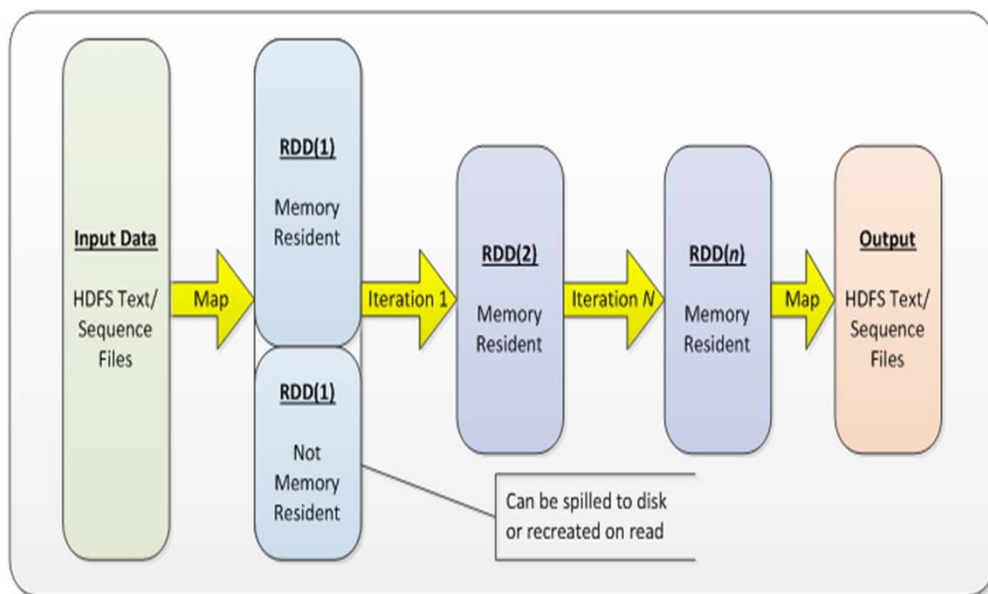 Input Data
HDFS Text/
Sequence
Files
Map
RDD(1)
Memory
Resident
RDD(1)
Not
Memory
Resident
Iteration 1
RDD(2)
Memory
Resident
Iteration N
RDD(n)
Memory
Resident
Map
Output
HDFS Text/
Sequence
Files
Can be spilled to disk
or recreated on read